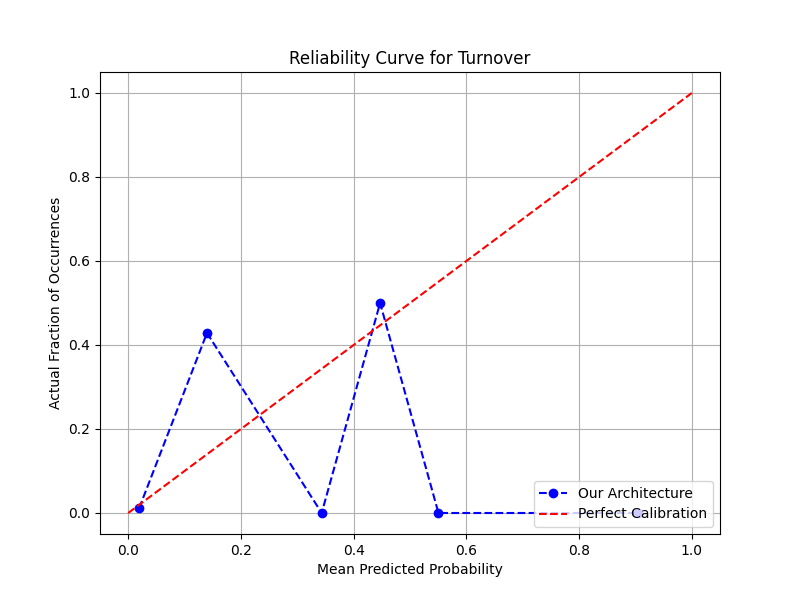 Reliability Curve for Turnover
1.0
0.8
0.6
0.4
0.2
0.0
Actual Fraction of Occurrences
Our Architecture
Perfect Calibration
0.0 0.2 0.4 0.6 0.8 1.0
Mean Predicted Probability